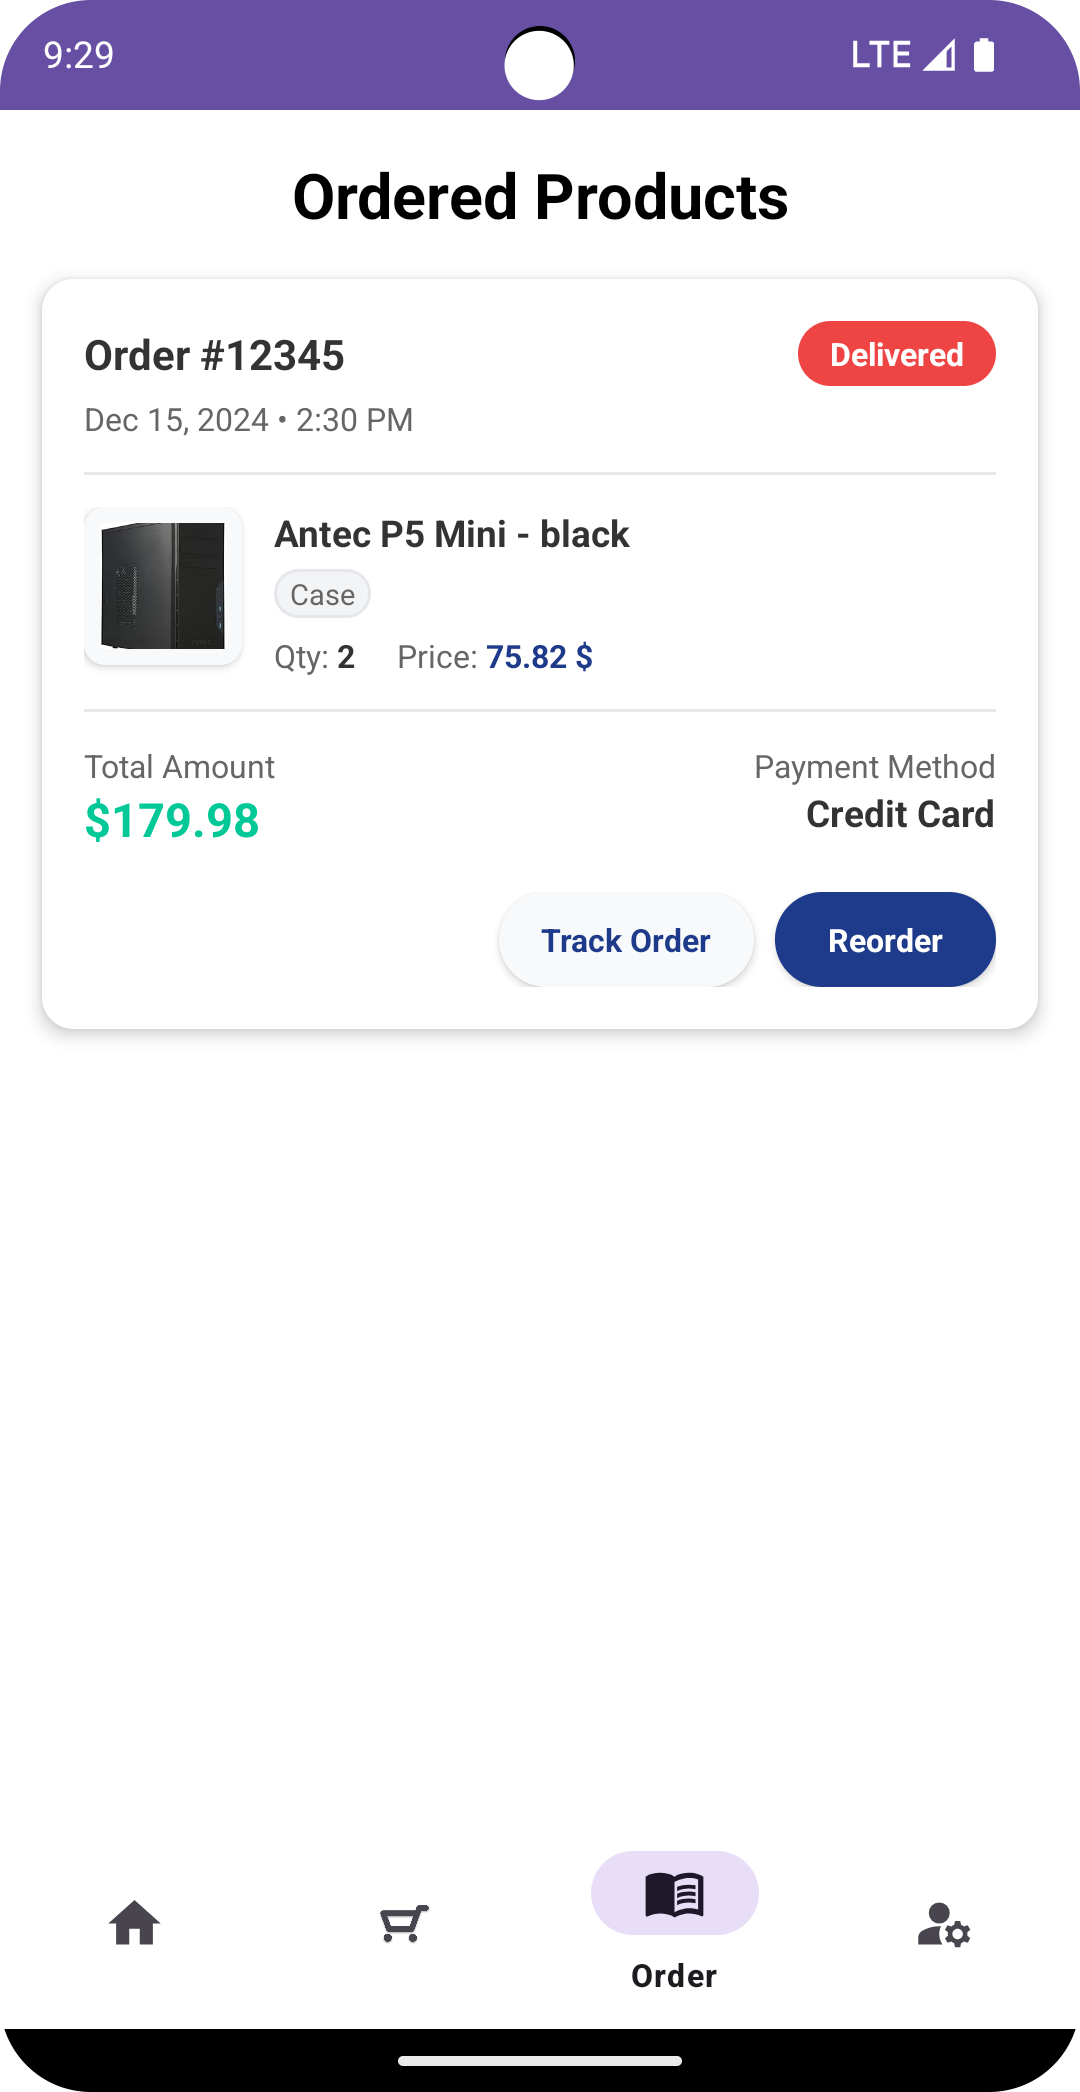 9:29
LTE
Ordered Products
Order #12345
Delivered
Dec 15, 2024 • 2:30 PM
Antec P5 Mini - black
Case
Qty: 2 Price: 75.82 $
Total Amount
Payment Method
$179.98
Credit Card
Track Order
Reorder
Order